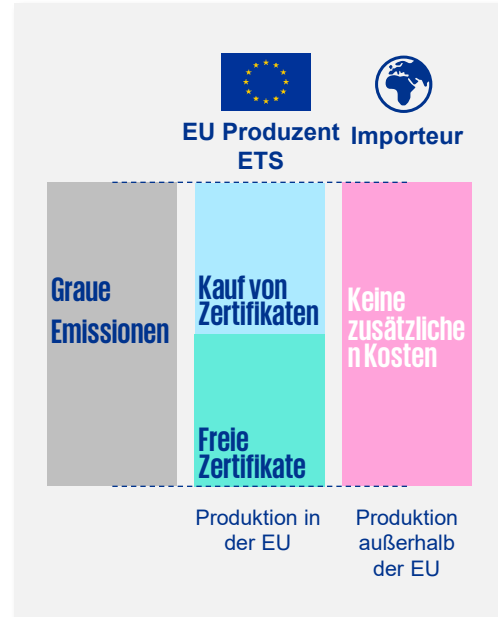 EU Produzent
ETS
Importeur
Graue
Emissionen
Kauf von
Zertifikaten
Freie
Zertifikate
Keine
zusätzliche
n Kosten
Produktion in
der EU
Produktion
außerhalb
der EU